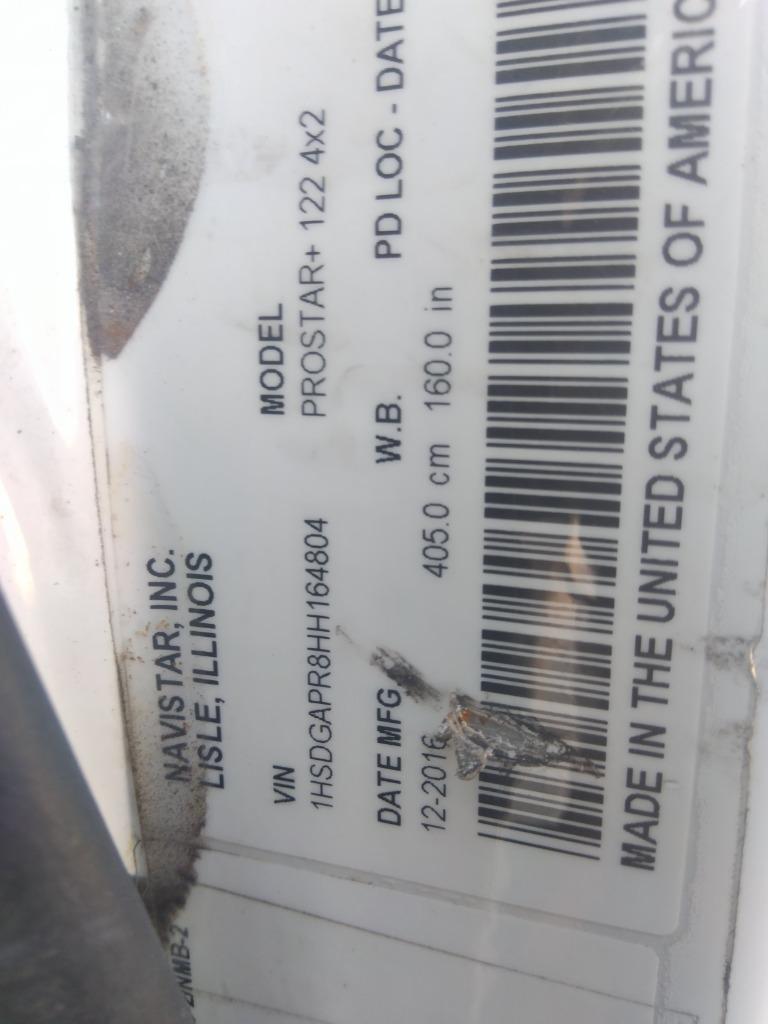 NAVISTAR, INC.
LISLE, ILLINOIS
VIN MODEL
1HSDGAPR8HH164804 PROSTAR+ 122 4x2
DATE MFG W.B. PD LOC - DATE
12-2016 405.0 cm 160.0 in
MADE IN THE UNITED STATES OF AMERIC